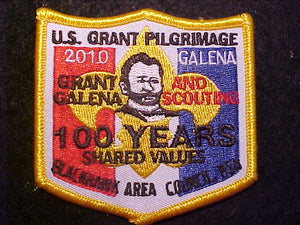 U.S. GRANT PILGRIMAGE
2010 GALENA
GRANT AND
GALENA SCOUTING
100 YEARS
SHARED VALUES
BLACKHAWK AREA COUNCIL BSA